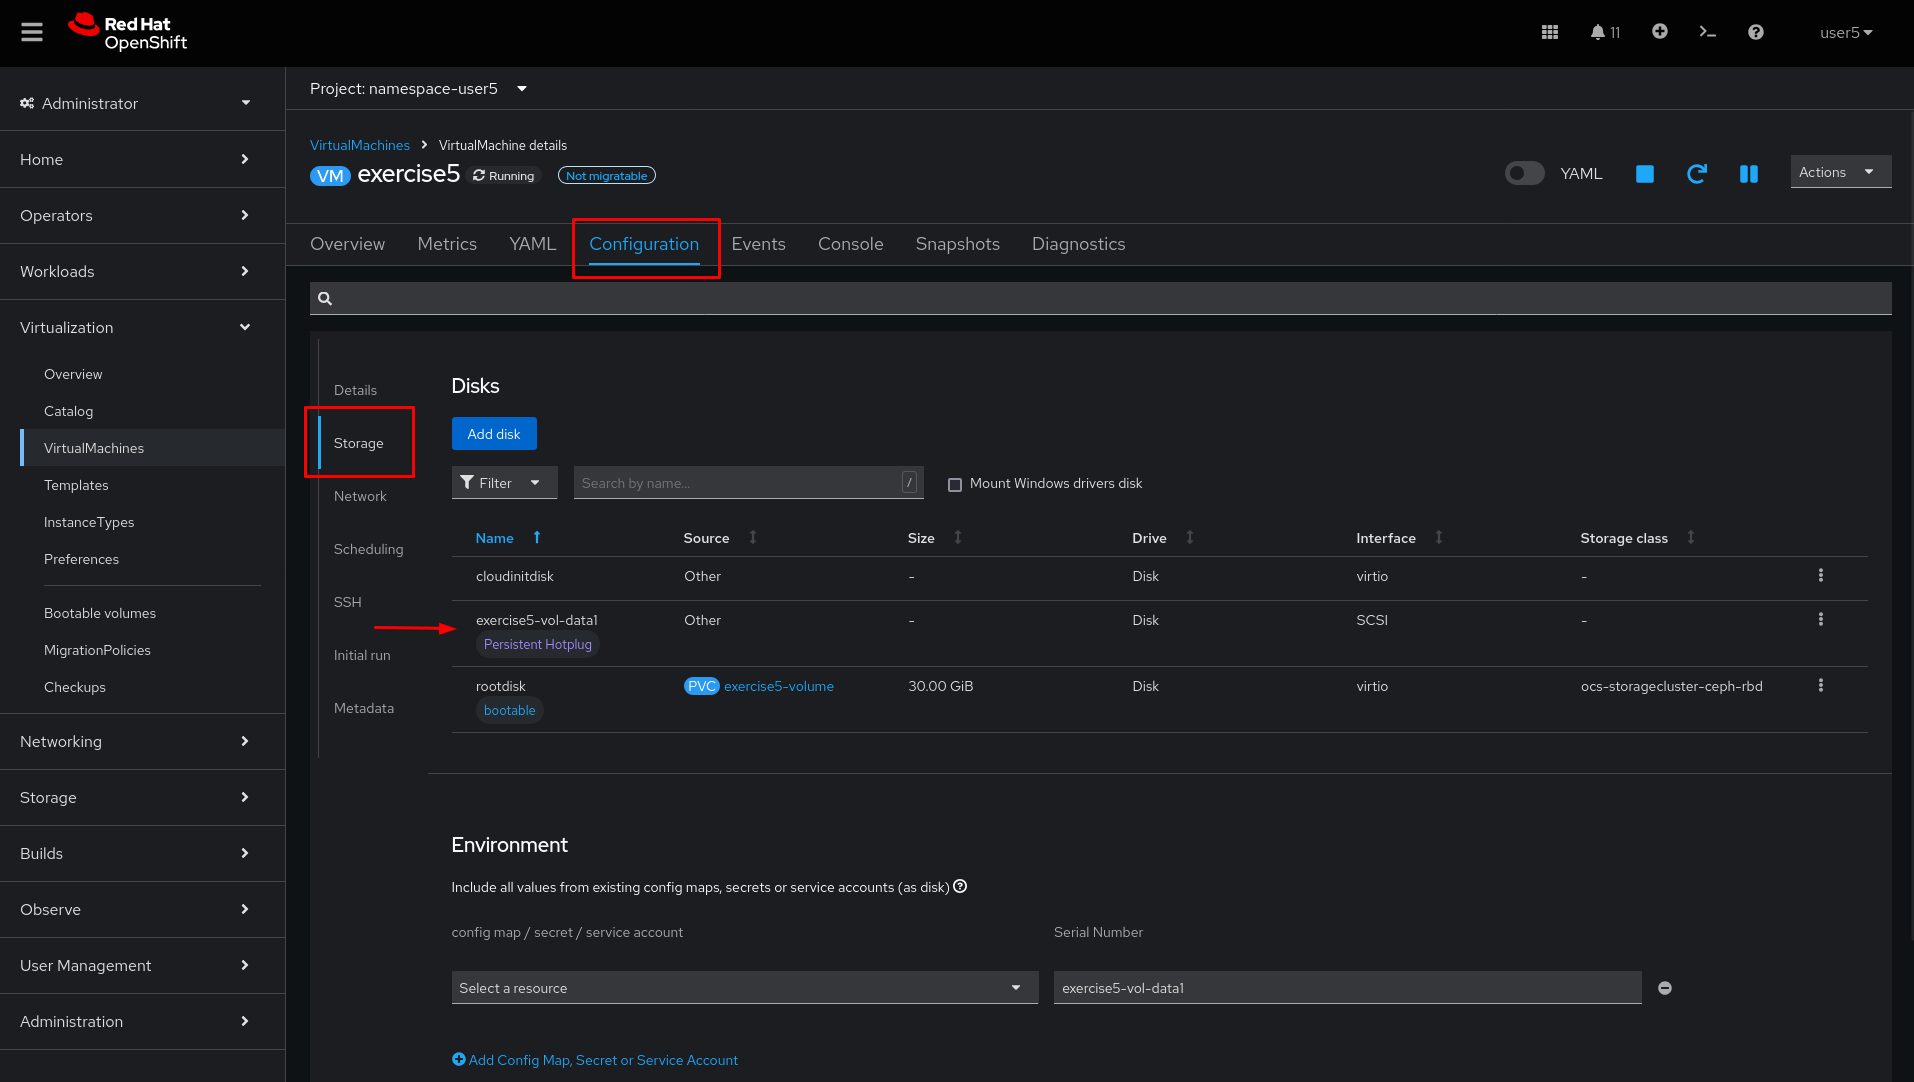 Red Hat
OpenShift
11
user5
Administrator
Home
Operators
Workloads
Virtualization
Overview
Catalog
VirtualMachines
Templates
InstanceTypes
Preferences
Bootable volumes
MigrationPolicies
Checkups
Networking
Storage
Builds
Observe
User Management
Administration
Project: namespace-user5
VirtualMachines VirtualMachine details
VM exercise5 Running Not migratable
YAML Actions
Overview Metrics YAML Configuration Events Console Snapshots Diagnostics
Details
Storage
Network
Scheduling
SSH
Initial run
Metadata
Disks
Add disk
Filter Search by name... / Mount Windows drivers disk
Name Source Size Drive Interface Storage class
cloudinitdisk Other - Disk virtio -
exercise5-vol-data1 Other - Disk SCSI -
Persistent Hotplug
rootdisk PVC exercise5-volume 30.00 GiB Disk virtio ocs-storagecluster-ceph-rbd
bootable
Environment
Include all values from existing config maps, secrets or service accounts (as disk)
config map / secret / service account Serial Number
Select a resource exercise5-vol-data1
Add Config Map, Secret or Service Account